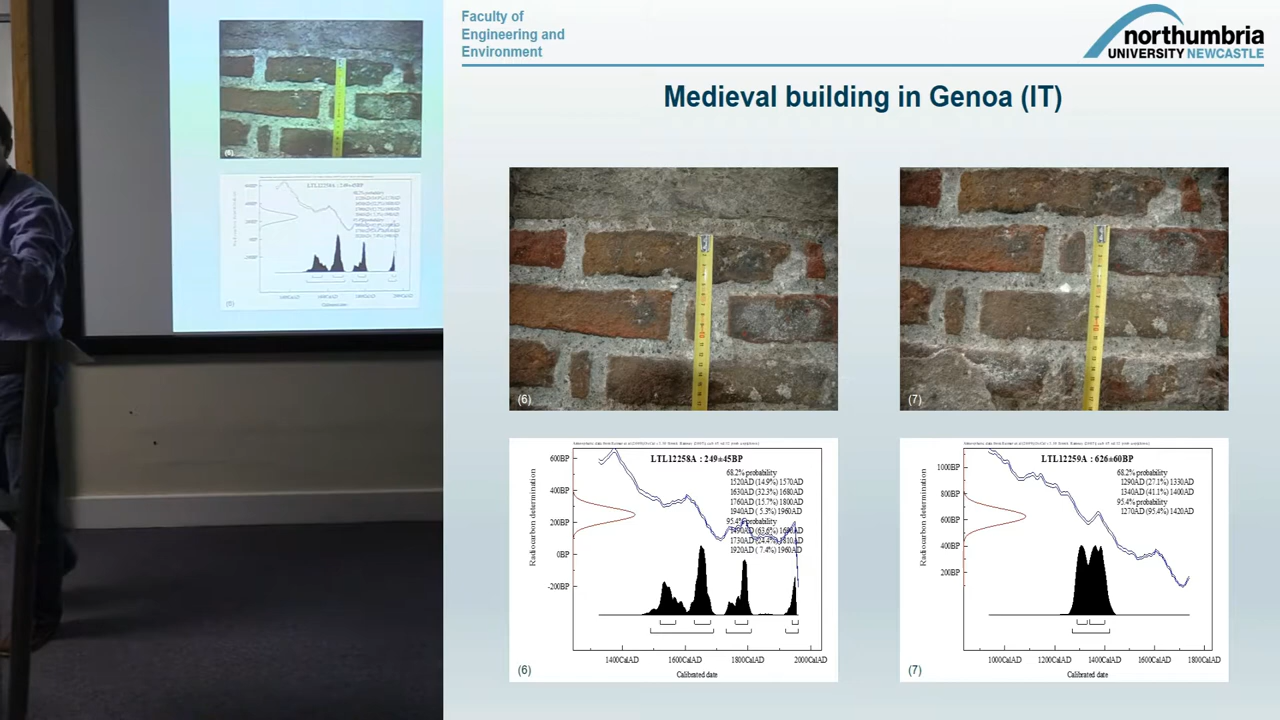 Faculty of
Engineering and
Environment
northumbria
UNIVERSITY NEWCASTLE
Medieval building in Genoa (IT)
(6)
(7)
LTL12258A : 249±45BP
68.2% probability
1520AD (14.9%) 1570AD
1630AD (32.3%) 1680AD
1760AD (15.7%) 1800AD
1940AD ( 5.3%) 1960AD
95.4% probability
1490AD (63.6%) 1690AD
1730AD (24.4%) 1810AD
1920AD ( 7.4%) 1960AD
Radiocarbon determination
600BP
400BP
200BP
0BP
-200BP
1400CalAD 1600CalAD 1800CalAD 2000CalAD
Calibrated date
(6)
LTL12259A : 626±60BP
68.2% probability
1290AD (27.1%) 1330AD
1340AD (41.1%) 1400AD
95.4% probability
1270AD (95.4%) 1420AD
Radiocarbon determination
1000BP
800BP
600BP
400BP
200BP
1000CalAD 1200CalAD 1400CalAD 1600CalAD 1800CalAD
Calibrated date
(7)